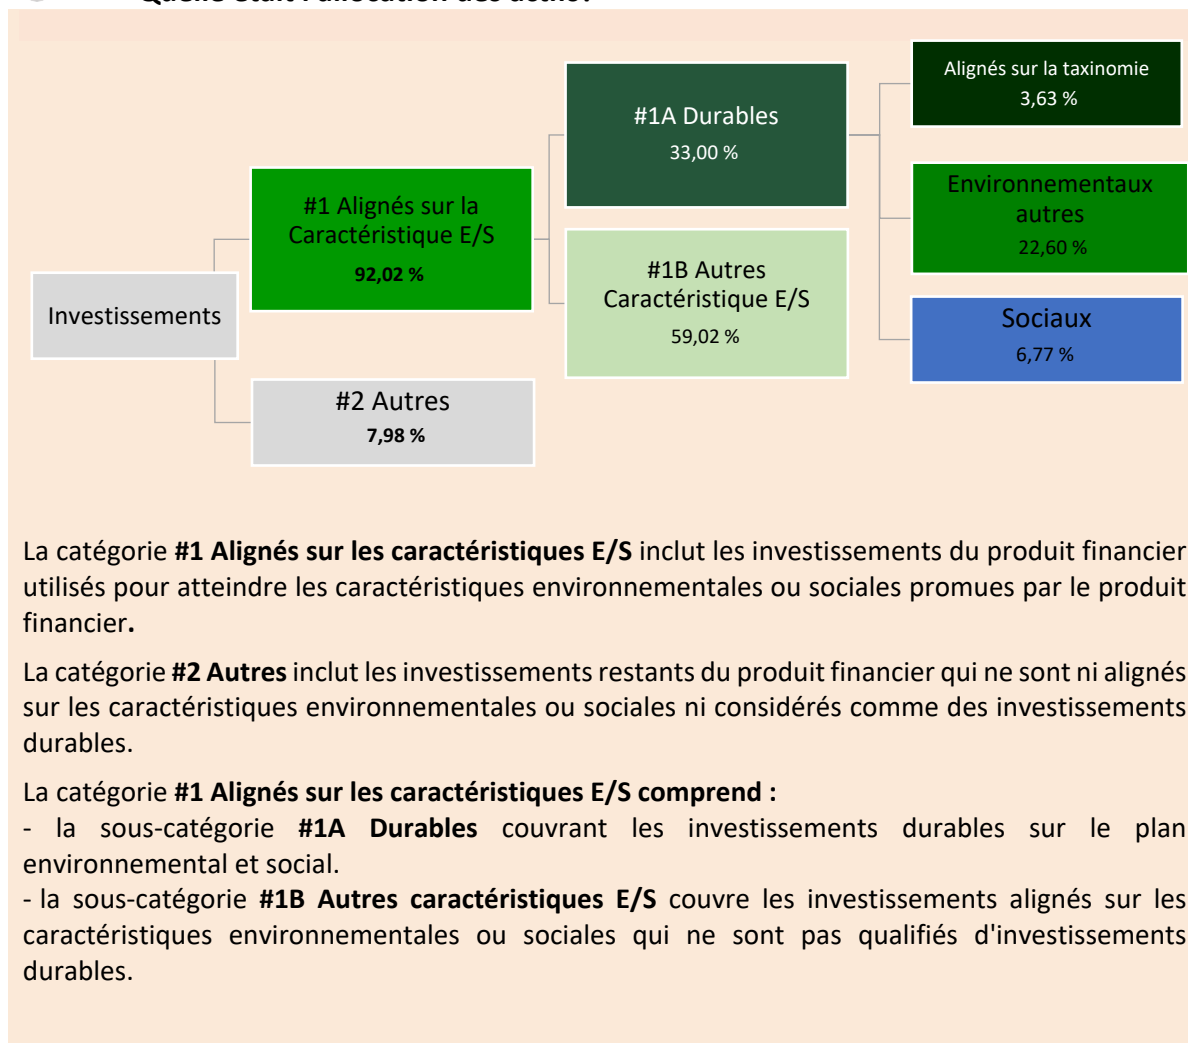 Quelle était l'allocation des actifs?
Alignés sur la taxinomie
3,63 %
#1A Durables
33,00 %
Environnementaux
autres
22,60 %
#1 Alignés sur la
Caractéristique E/S
92,02 %
#1B Autres
Caractéristique E/S
59,02 %
Investissements
Sociaux
6,77 %
#2 Autres
7,98 %
La catégorie #1 Alignés sur les caractéristiques E/S inclut les investissements du produit financier
utilisés pour atteindre les caractéristiques environnementales ou sociales promues par le produit
financier.
La catégorie #2 Autres inclut les investissements restants du produit financier qui ne sont ni alignés
sur les caractéristiques environnementales ou sociales ni considérés comme des investissements
durables.
La catégorie #1 Alignés sur les caractéristiques E/S comprend :
- la sous-catégorie #1A Durables couvrant les investissements durables sur le plan
environnemental et social.
- la sous-catégorie #1B Autres caractéristiques E/S couvre les investissements alignés sur les
caractéristiques environnementales ou sociales qui ne sont pas qualifiés d'investissements
durables.